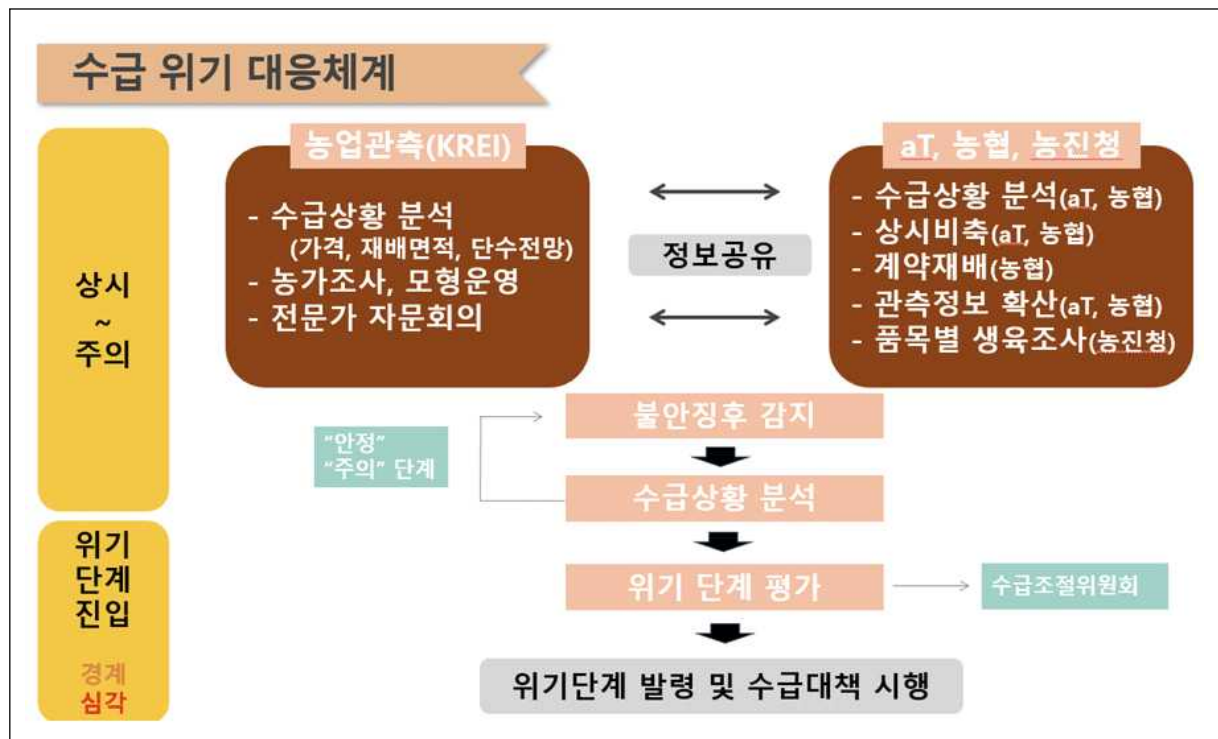 수급 위기 대응체계
상시
~
주의
농업관측(KREI)
- 수급상황 분석
(가격, 재배면적, 단수전망)
- 농가조사, 모형운영
- 전문가 자문회의
정보공유
aT, 농협, 농진청
- 수급상황 분석(aT, 농협)
- 상시비축(aT, 농협)
- 계약재배(농협)
- 관측정보 확산(aT, 농협)
- 품목별 생육조사(농진청)
불안징후 감지
"안정"
"주의" 단계
수급상황 분석
위기
단계
진입
경계
심각
위기 단계 평가
수급조절위원회
위기단계 발령 및 수급대책 시행